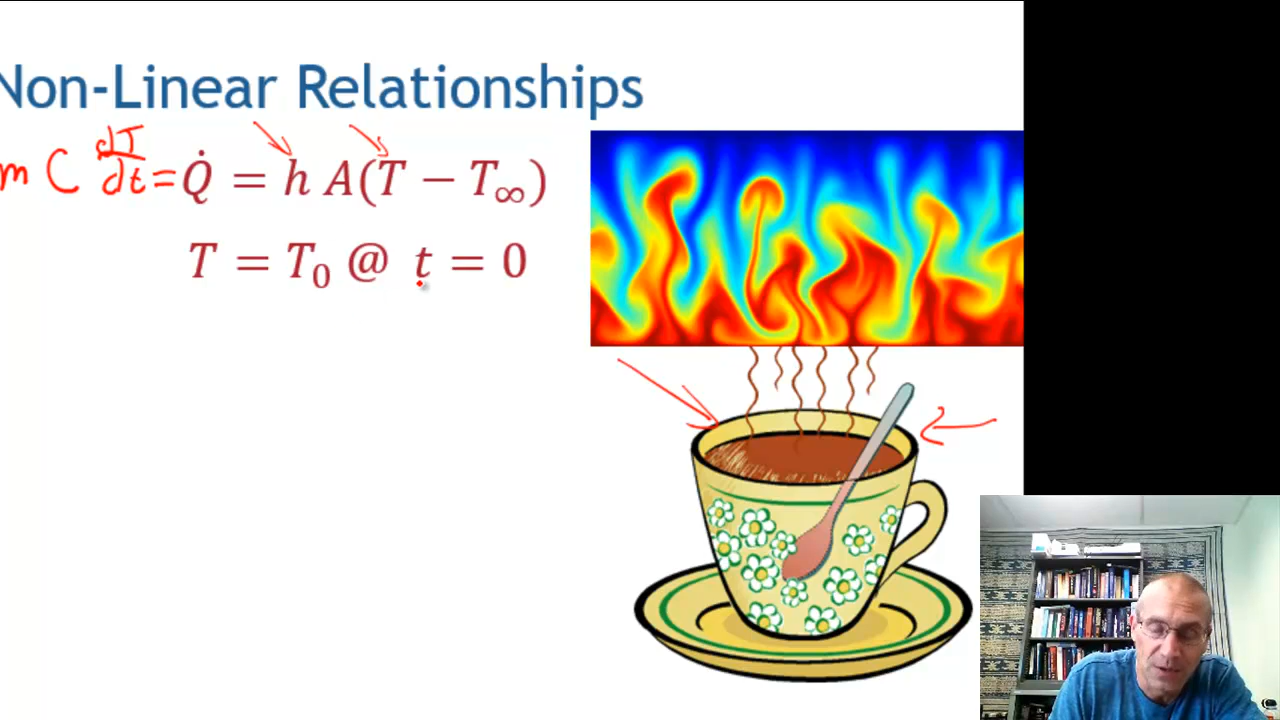 Non-Linear Relationships
m C dT/dt = Q̇ = h A(T − T∞)
T = T₀ @ t = 0